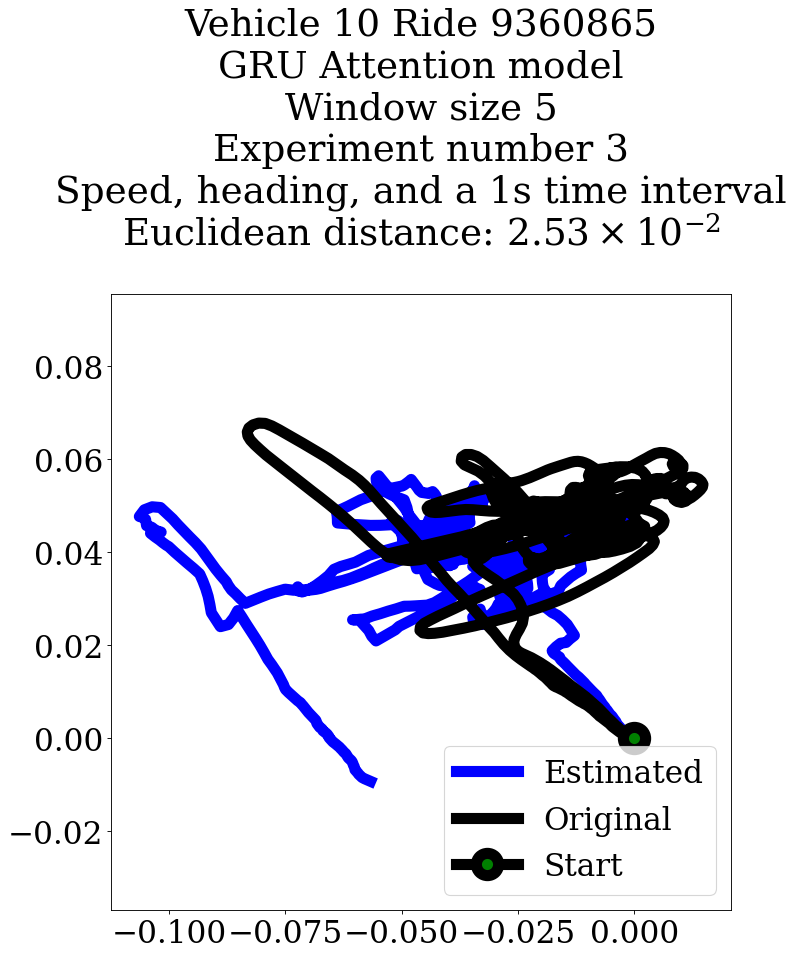 Vehicle 10 Ride 9360865
GRU Attention model
Window size 5
Experiment number 3
Speed, heading, and a 1s time interval
Euclidean distance: 2.53 × 10⁻²
0.08
0.06
0.04
0.02
0.00
−0.02
Estimated
Original
Start
−0.100 −0.075 −0.050 −0.025 0.000